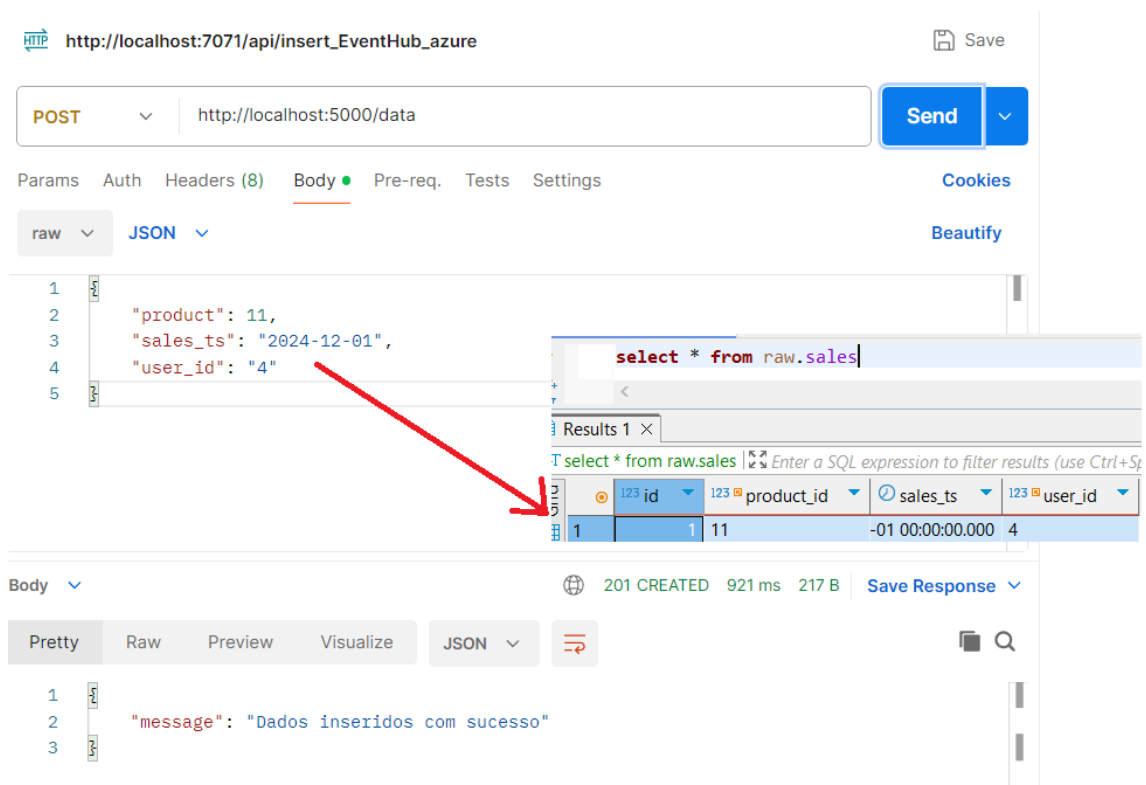 HTTP http://localhost:7071/api/insert_EventHub_azure Save
POST http://localhost:5000/data Send
Params Auth Headers (8) Body Pre-req. Tests Settings Cookies
raw JSON Beautify
1 {
2 "product": 11,
3 "sales_ts": "2024-12-01",
4 "user_id": "4"
5 }
select * from raw.sales
Results 1
select * from raw.sales Enter a SQL expression to filter results (use Ctrl+Sp
123 id 123 product_id sales_ts 123 user_id
1 1 11 -01 00:00:00.000 4
Body 201 CREATED 921 ms 217 B Save Response
Pretty Raw Preview Visualize JSON
1 {
2 "message": "Dados inseridos com sucesso"
3 }